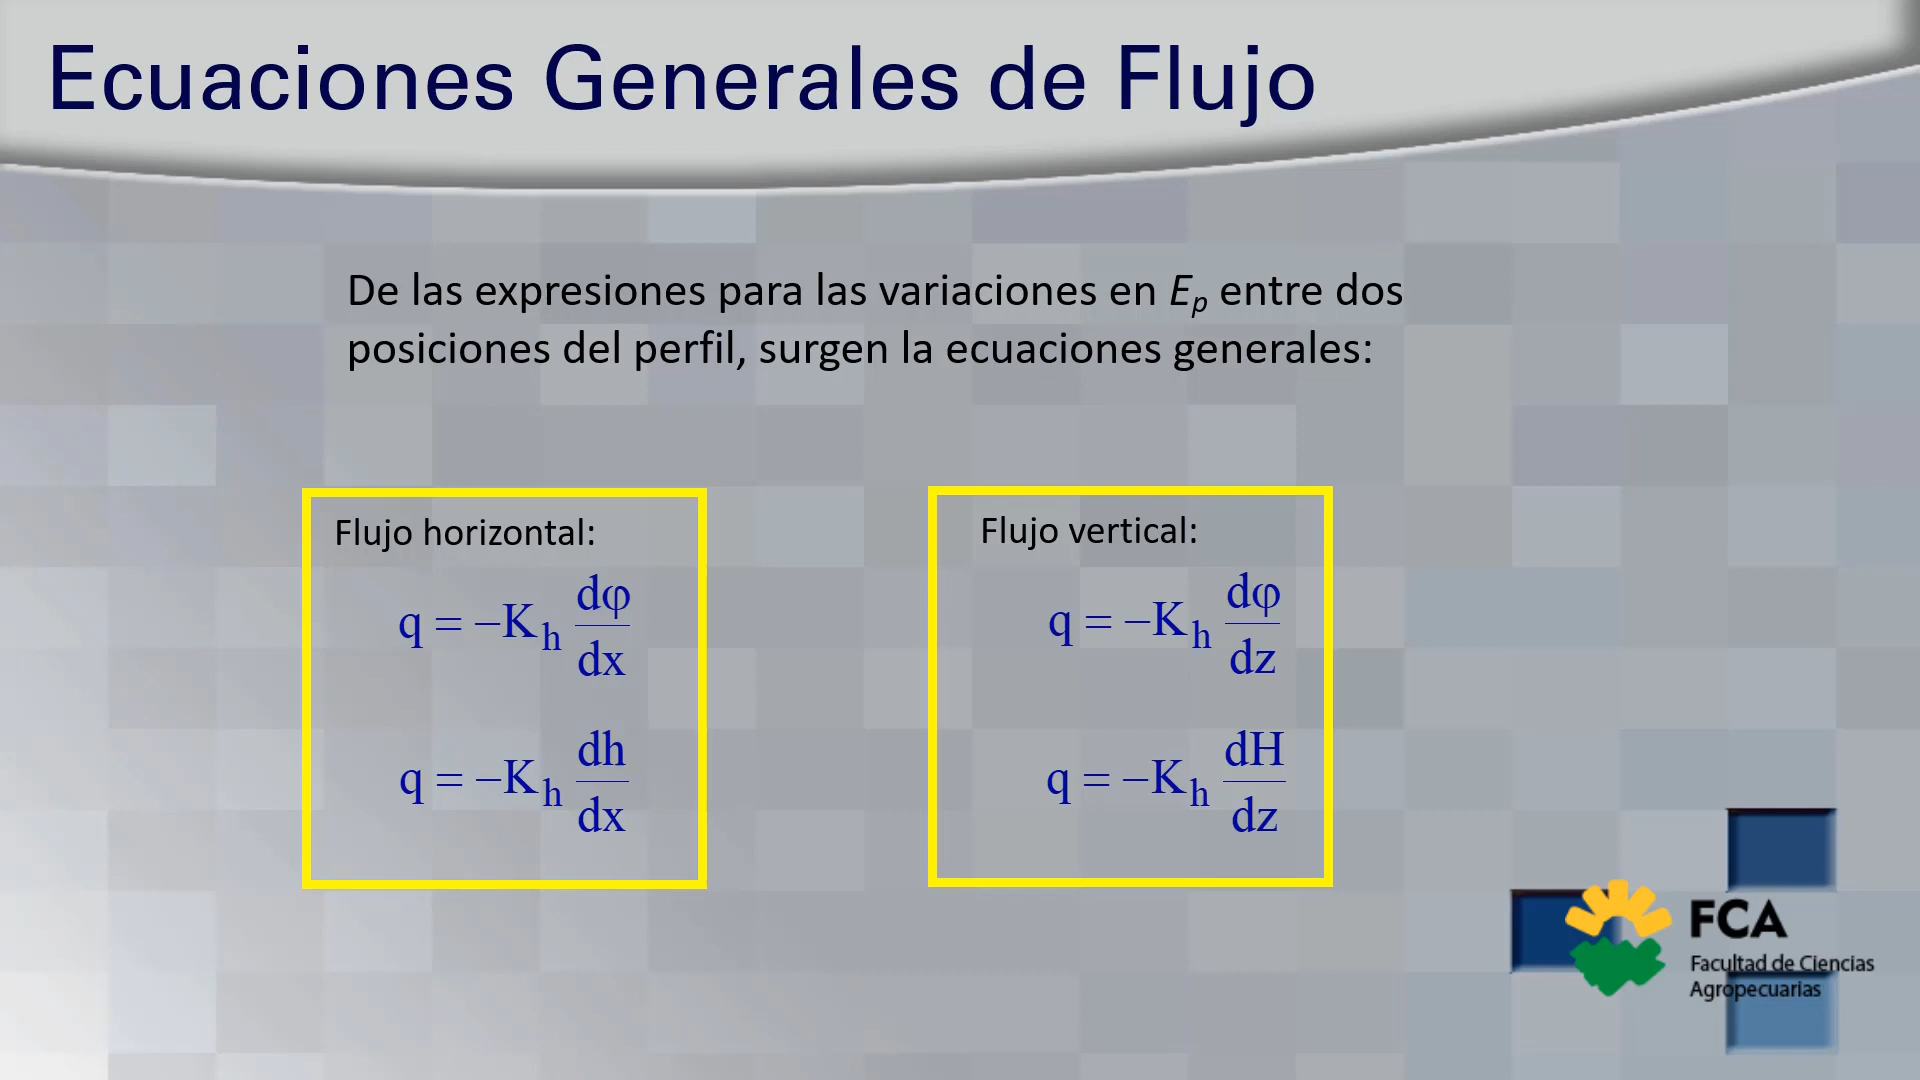 Ecuaciones Generales de Flujo
De las expresiones para las variaciones en Eₚ entre dos
posiciones del perfil, surgen la ecuaciones generales:
Flujo horizontal:
q = −K_h dφ/dx
q = −K_h dh/dx
Flujo vertical:
q = −K_h dφ/dz
q = −K_h dH/dz
FCA
Facultad de Ciencias
Agropecuarias